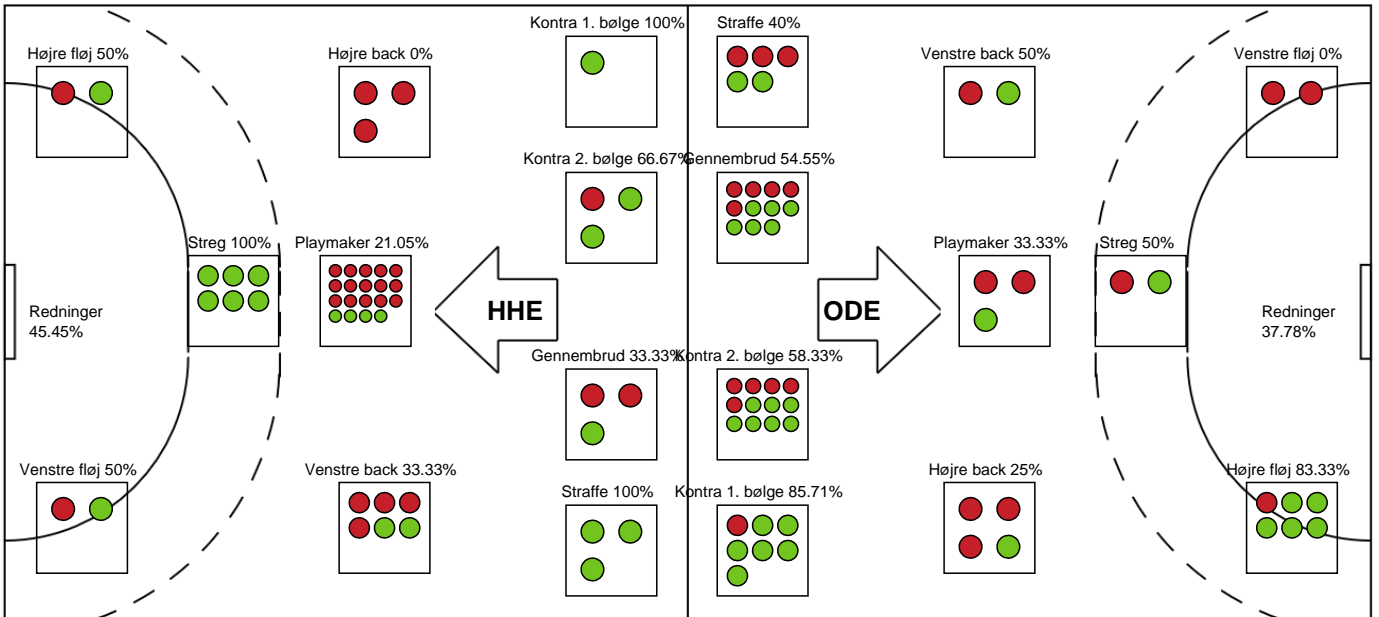 Kontra 1. bølge 100%
Straffe 40%
Højre fløj 50%
Højre back 0%
Venstre back 50%
Venstre fløj 0%
Kontra 2. bølge 66.67%
Gennembrud 54.55%
Streg 100%
Playmaker 21.05%
Playmaker 33.33%
Streg 50%
Redninger
45.45%
HHE
ODE
Redninger
37.78%
Gennembrud 33.33%
Kontra 2. bølge 58.33%
Venstre fløj 50%
Venstre back 33.33%
Højre back 25%
Højre fløj 83.33%
Straffe 100%
Kontra 1. bølge 85.71%